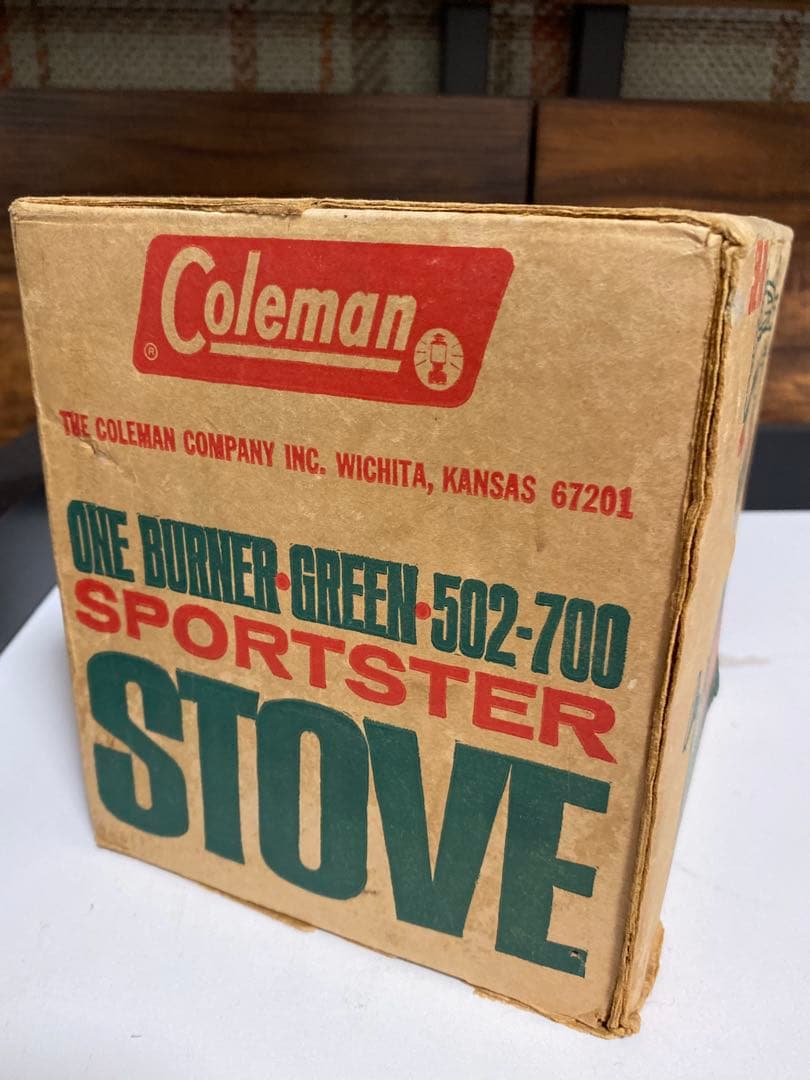 Coleman
®
THE COLEMAN COMPANY INC. WICHITA, KANSAS 67201
ONE BURNER•GREEN•502-700
SPORTSTER
STOVE